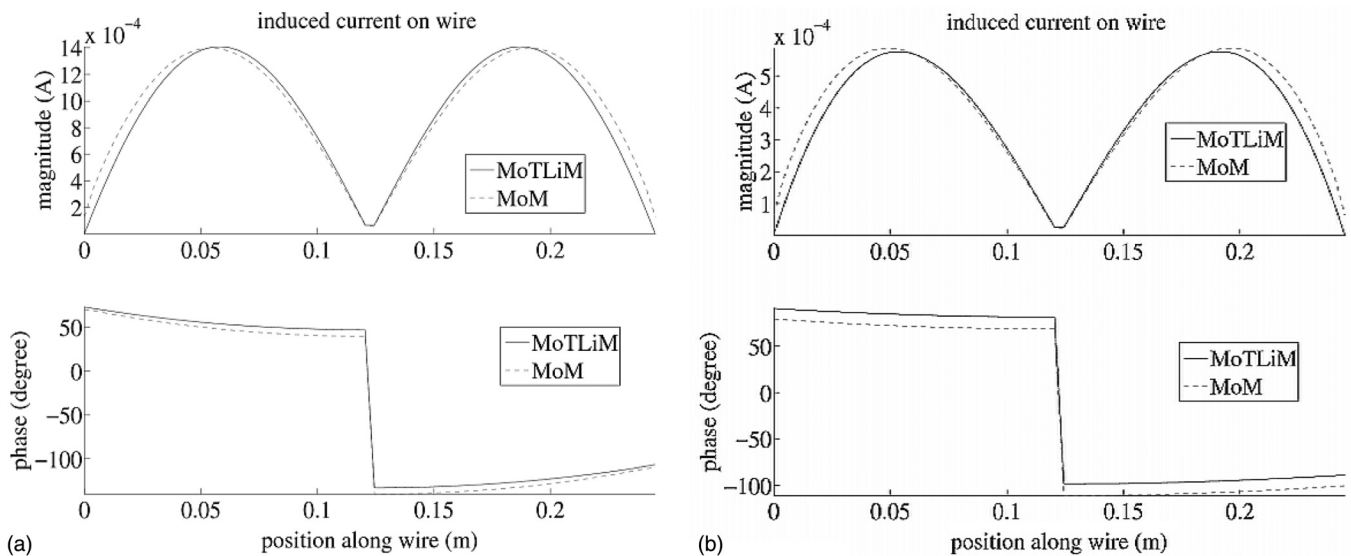 induced current on wire
x 10⁻⁴
14
12
10
8
6
4
2
magnitude (A)
MoTLiM
MoM
0
0.05
0.1
0.15
0.2
50
0
−50
−100
phase (degree)
MoTLiM
MoM
0
0.05
0.1
0.15
0.2
position along wire (m)
(a)
induced current on wire
x 10⁻⁴
5
4
3
2
1
magnitude (A)
MoTLiM
MoM
0
0.05
0.1
0.15
0.2
50
0
−50
−100
phase (degree)
MoTLiM
MoM
0
0.05
0.1
0.15
0.2
position along wire (m)
(b)